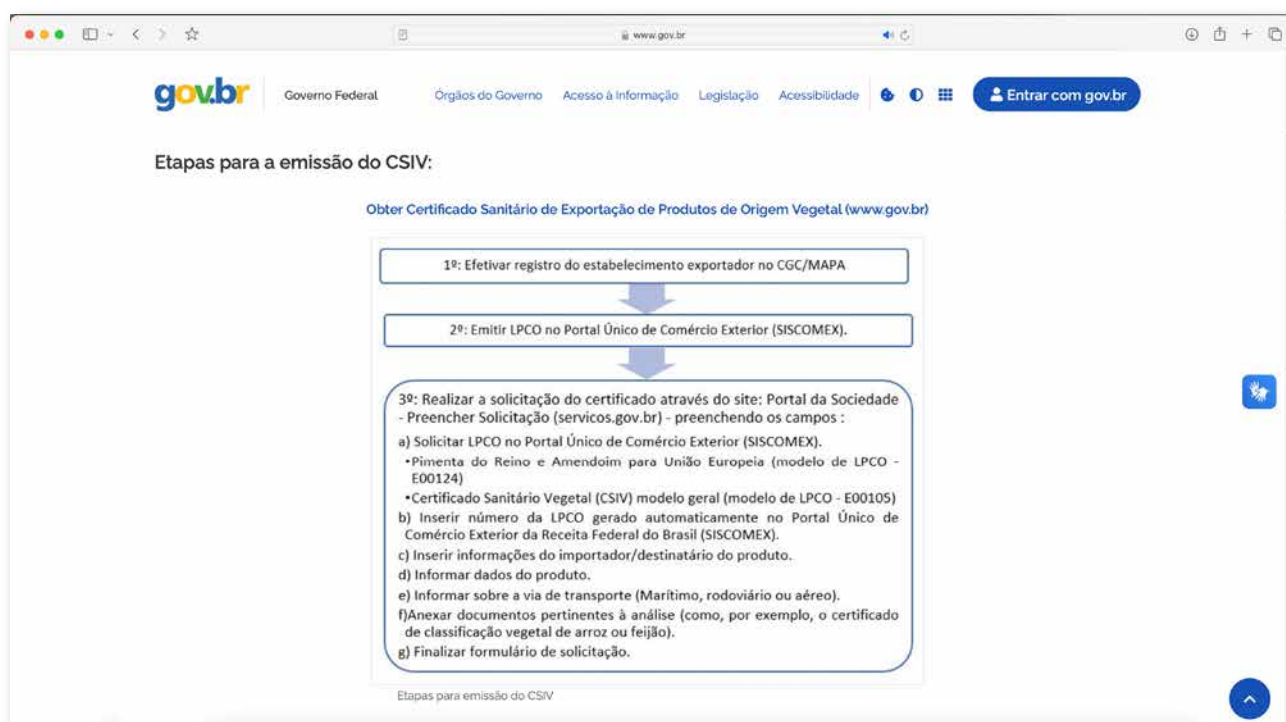 www.gov.br
gov.br
Governo Federal
Órgãos do Governo
Acesso à Informação
Legislação
Acessibilidade
Entrar com gov.br
Etapas para a emissão do CSIV:
Obter Certificado Sanitário de Exportação de Produtos de Origem Vegetal (www.gov.br)
1º: Efetivar registro do estabelecimento exportador no CGC/MAPA
2º: Emitir LPCO no Portal Único de Comércio Exterior (SISCOMEX).
3º: Realizar a solicitação do certificado através do site: Portal da Sociedade
- Preencher Solicitação (servicos.gov.br) - preenchendo os campos :
a) Solicitar LPCO no Portal Único de Comércio Exterior (SISCOMEX).
•Pimenta do Reino e Amendoim para União Europeia (modelo de LPCO -
E00124)
•Certificado Sanitário Vegetal (CSIV) modelo geral (modelo de LPCO - E00105)
b) Inserir número da LPCO gerado automaticamente no Portal Único de
Comércio Exterior da Receita Federal do Brasil (SISCOMEX).
c) Inserir informações do importador/destinatário do produto.
d) Informar dados do produto.
e) Informar sobre a via de transporte (Marítimo, rodoviário ou aéreo).
f)Anexar documentos pertinentes à análise (como, por exemplo, o certificado
de classificação vegetal de arroz ou feijão).
g) Finalizar formulário de solicitação.
Etapas para emissão do CSIV